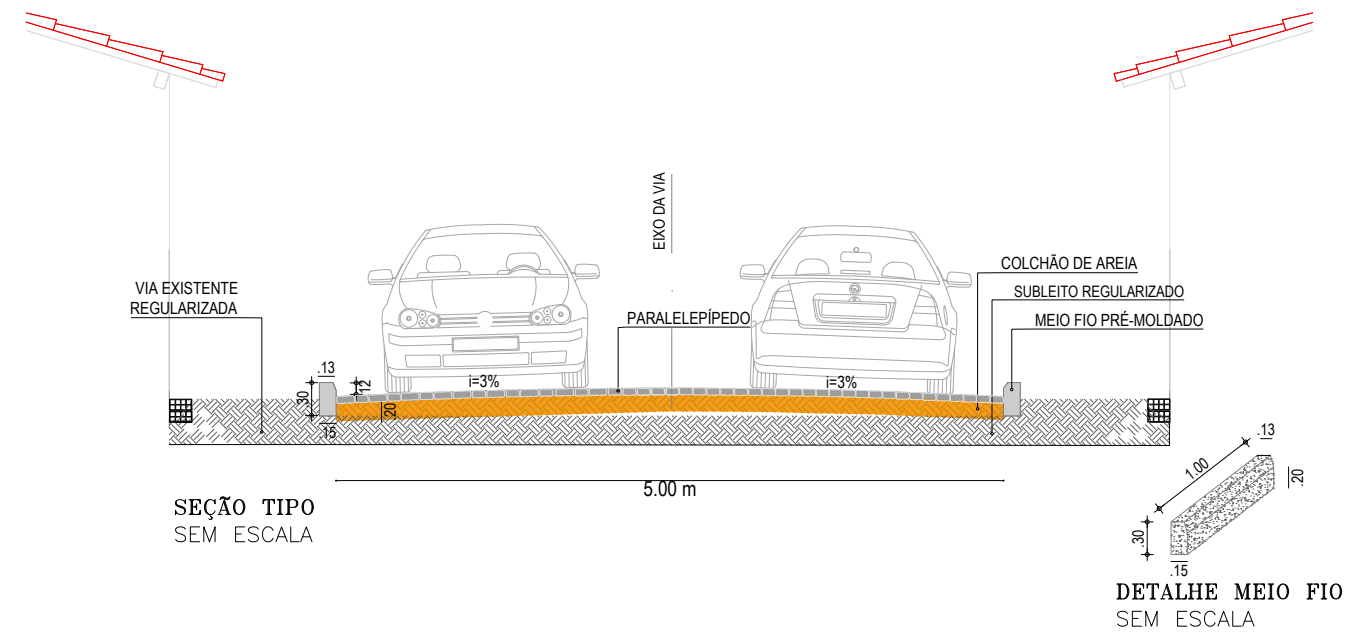 EIXO DA VIA
COLCHÃO DE AREIA
VIA EXISTENTE
REGULARIZADA
SUBLEITO REGULARIZADO
PARALELEPÍPEDO
MEIO FIO PRÉ-MOLDADO
.13
.12
i=3%
i=3%
.30
.20
.15
5.00 m
SEÇÃO TIPO
SEM ESCALA
.13
1.00
.20
.30
.15
DETALHE MEIO FIO
SEM ESCALA